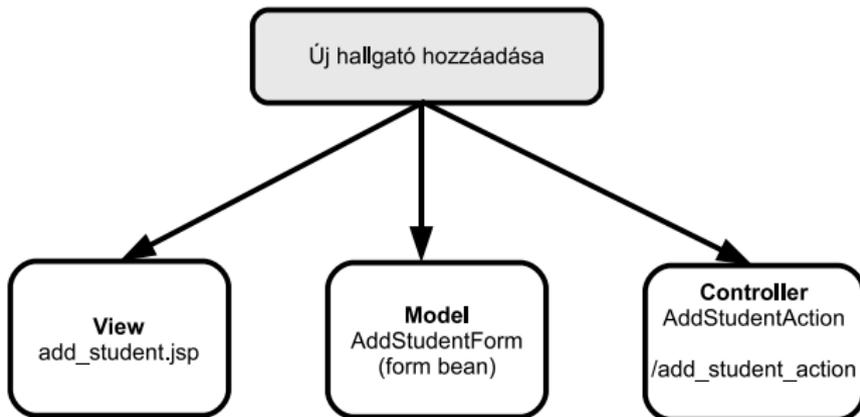 Új hallgató hozzáadása
View
add_student.jsp
Model
AddStudentForm
(form bean)
Controller
AddStudentAction
/add_student_action